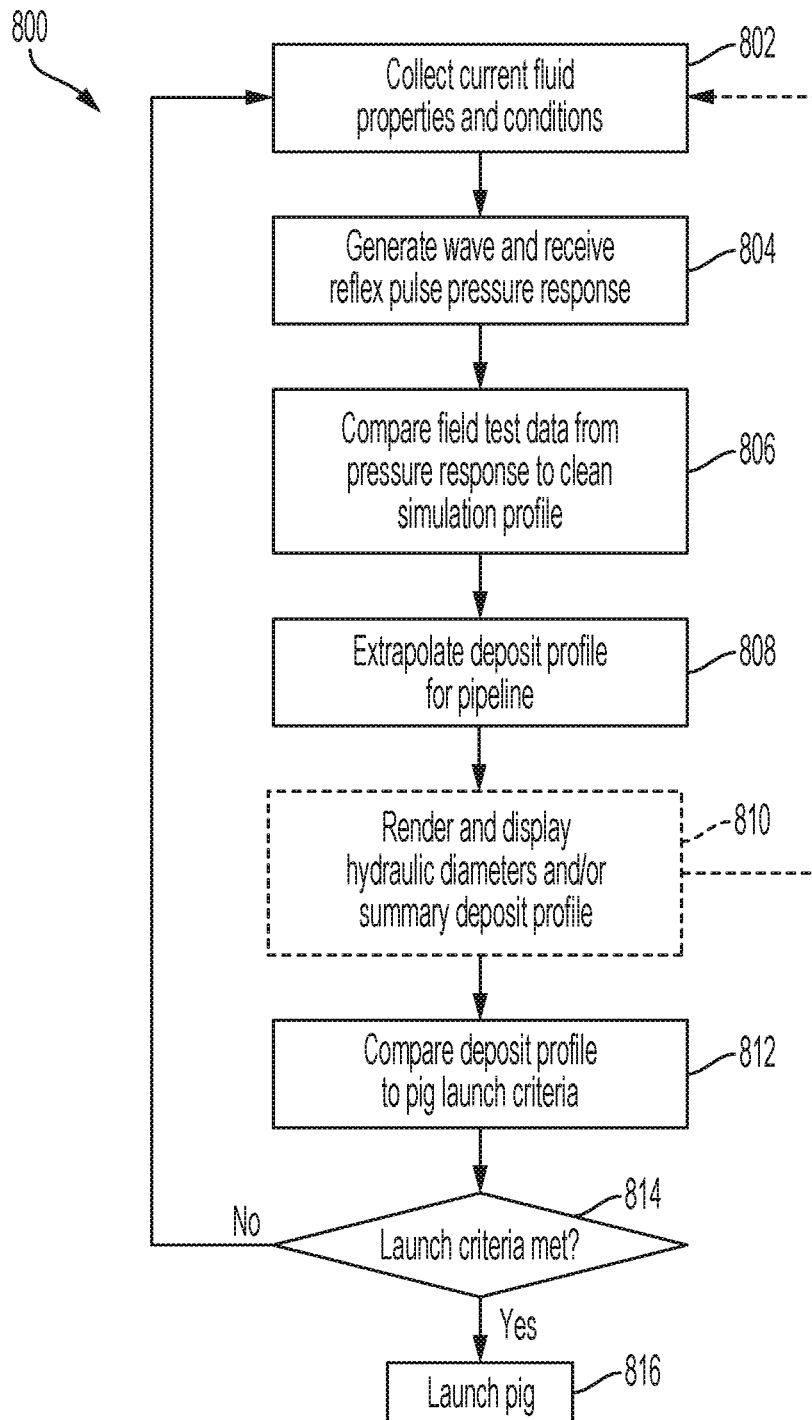 800
802
Collect current fluid
properties and conditions
Generate wave and receive
reflex pulse pressure response
804
Compare field test data from
pressure response to clean
simulation profile
806
Extrapolate deposit profile
for pipeline
808
Render and display
hydraulic diameters and/or
summary deposit profile
810
Compare deposit profile
to pig launch criteria
812
814
No
Launch criteria met?
Yes
Launch pig
816